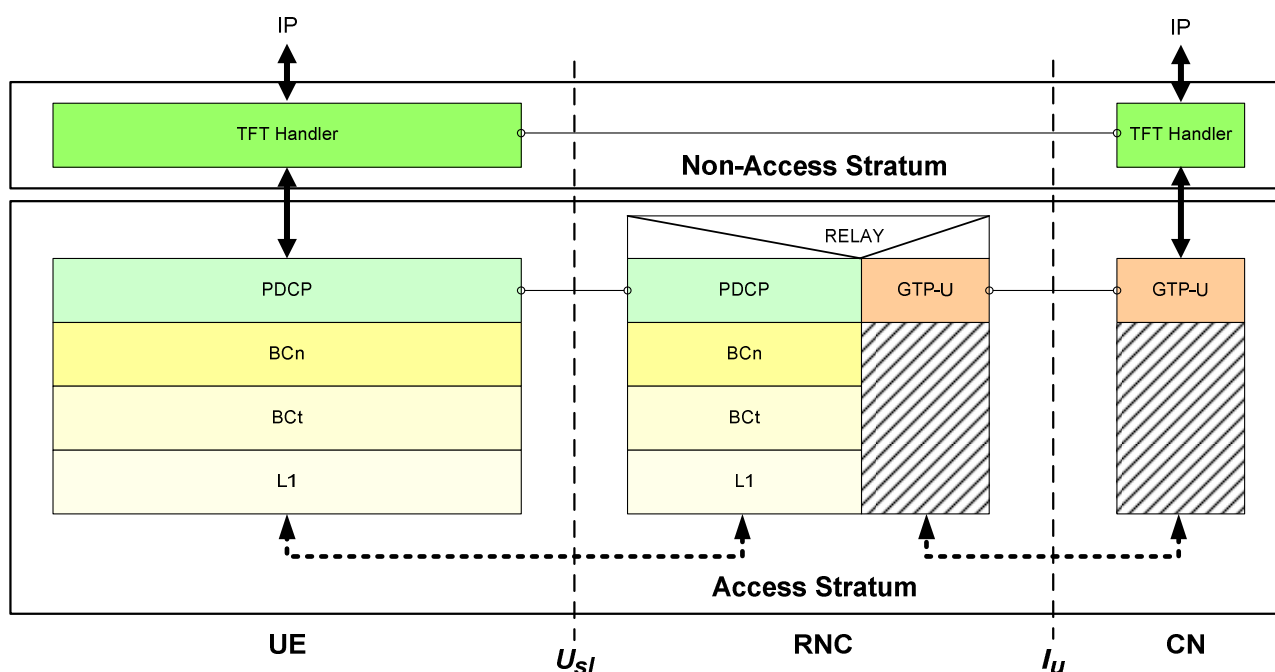 IP
IP
TFT Handler
TFT Handler
Non-Access Stratum
RELAY
PDCP
PDCP
GTP-U
GTP-U
BCn
BCn
BCt
BCt
L1
L1
Access Stratum
UE
Usl
RNC
Iu
CN